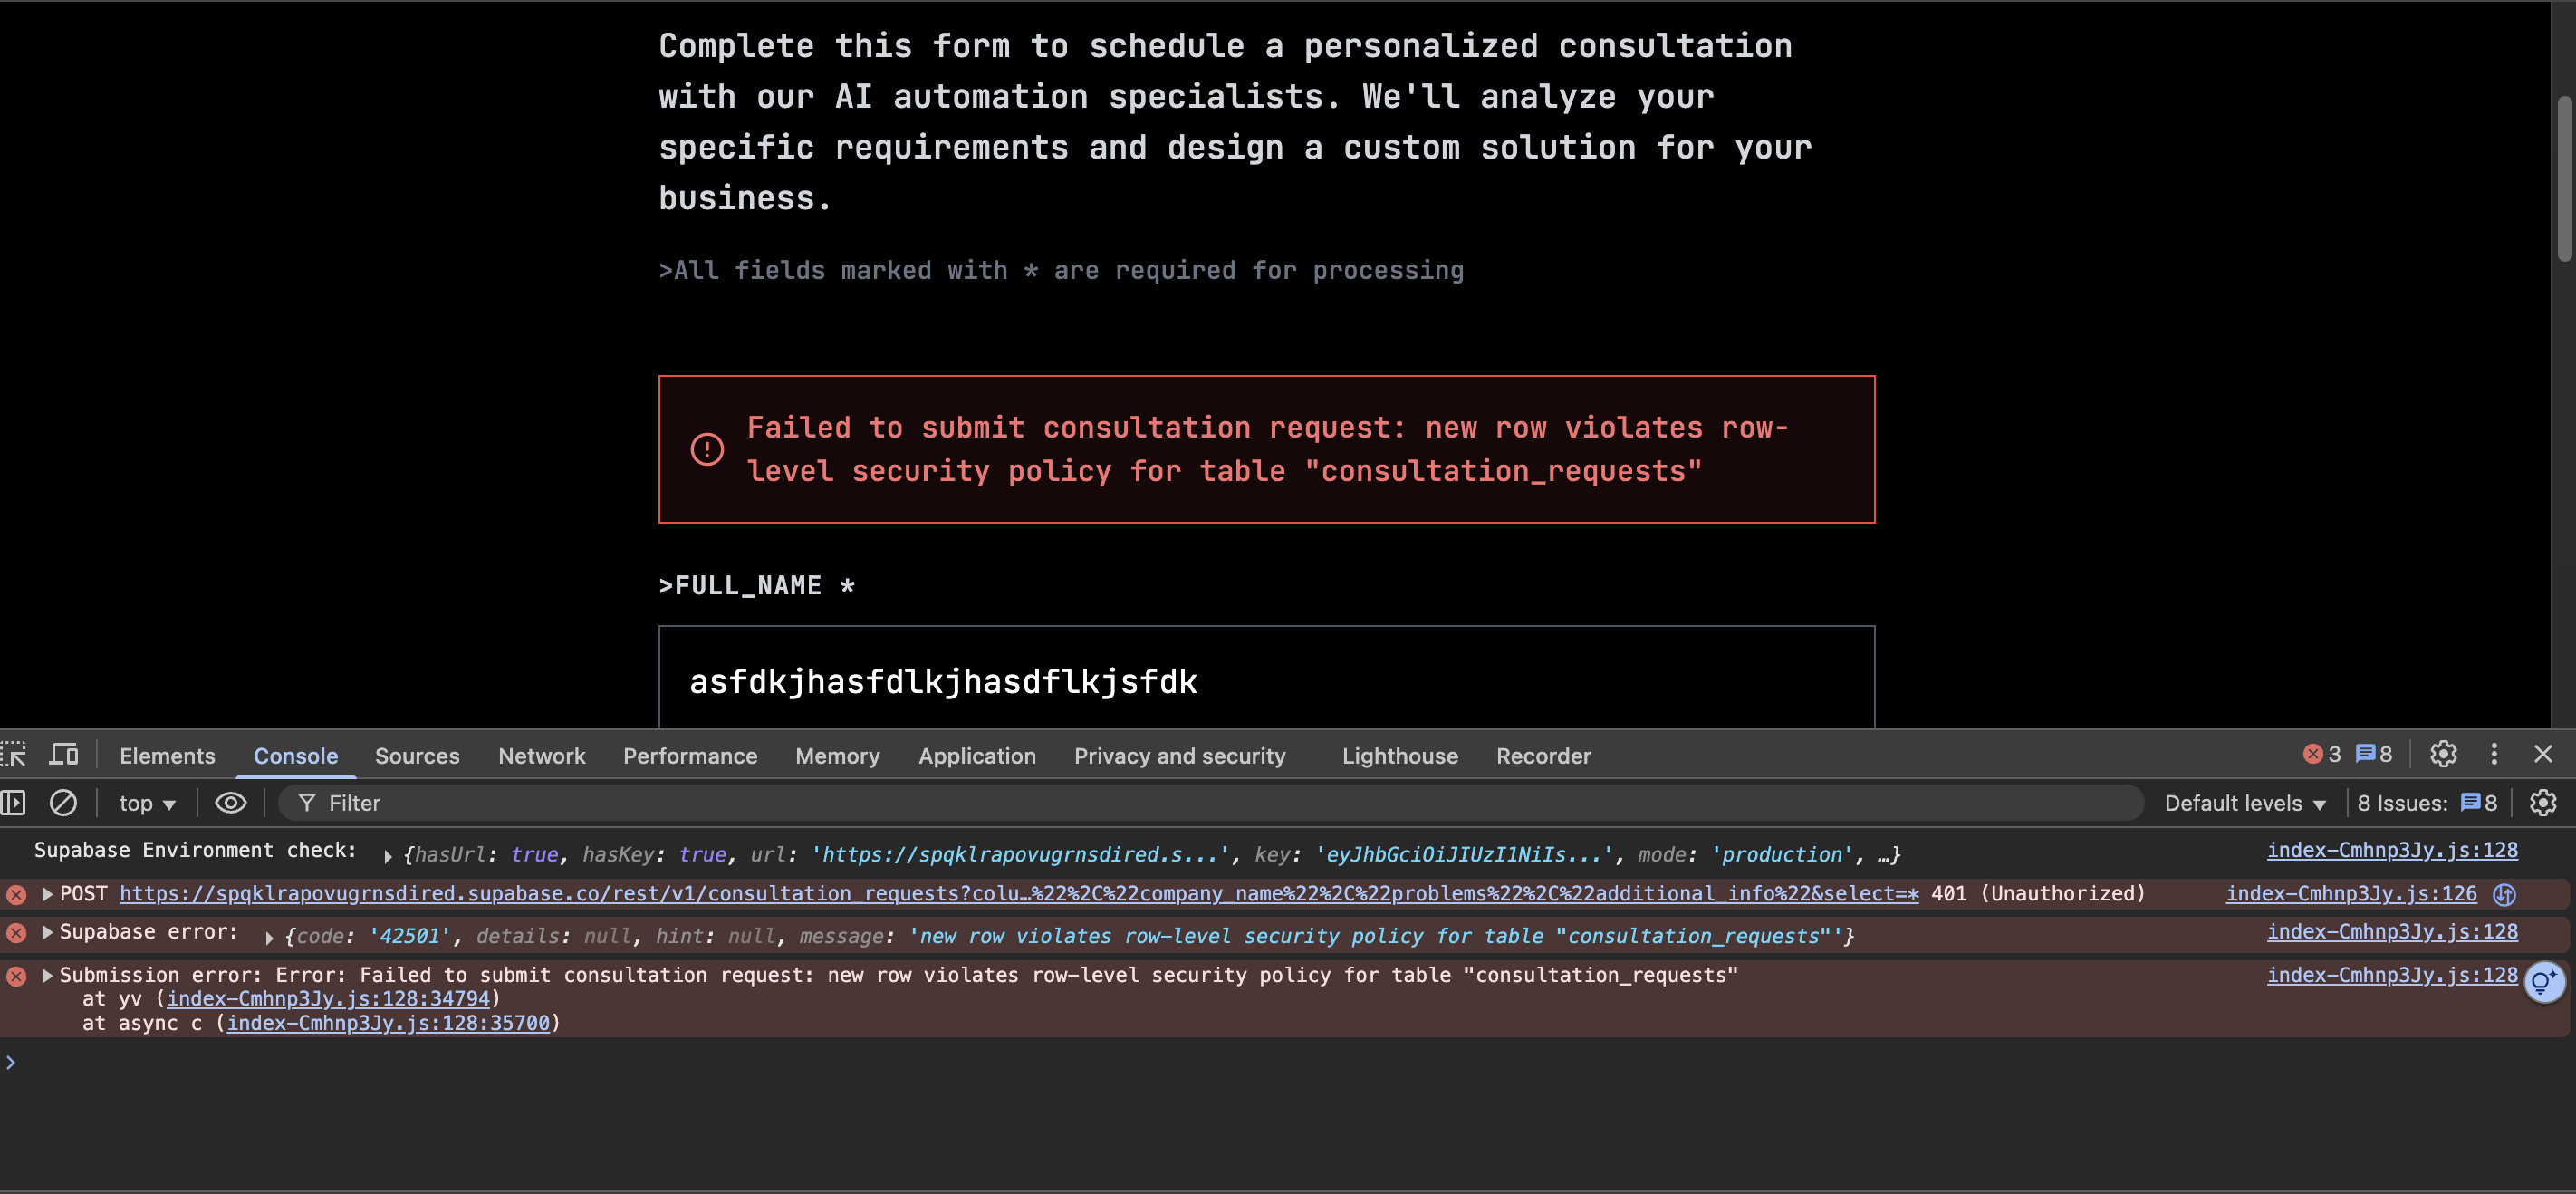 Complete this form to schedule a personalized consultation
with our AI automation specialists. We'll analyze your
specific requirements and design a custom solution for your
business.
>All fields marked with * are required for processing
Failed to submit consultation request: new row violates row-
level security policy for table "consultation_requests"
>FULL_NAME *
asfdkjhasfdlkjhasdflkjsfdk
Elements Console Sources Network Performance Memory Application Privacy and security Lighthouse Recorder 3 8
top Filter Default levels 8 Issues: 8
Supabase Environment check: {hasUrl: true, hasKey: true, url: 'https://spqklrapovugrnsdired.s...', key: 'eyJhbGciOiJIUzI1NiIs...', mode: 'production', …} index-Cmhnp3Jy.js:128
POST https://spqklrapovugrnsdired.supabase.co/rest/v1/consultation_requests?colu…%22%2C%22company_name%22%2C%22problems%22%2C%22additional_info%22&select=* 401 (Unauthorized) index-Cmhnp3Jy.js:126
Supabase error: {code: '42501', details: null, hint: null, message: 'new row violates row-level security policy for table "consultation_requests"'} index-Cmhnp3Jy.js:128
Submission error: Error: Failed to submit consultation request: new row violates row-level security policy for table "consultation_requests" index-Cmhnp3Jy.js:128
at yv (index-Cmhnp3Jy.js:128:34794)
at async c (index-Cmhnp3Jy.js:128:35700)